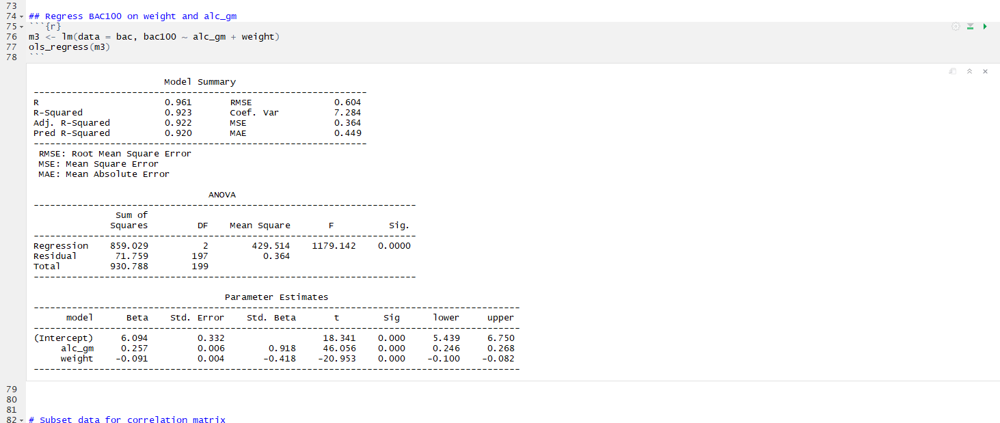 73
74 ## Regress BAC100 on weight and alc_gm
75 ```{r}
76 m3 <- lm(data = bac, bac100 ~ alc_gm + weight)
77 ols_regress(m3)
78 ```
Model Summary
-------------------------------------------------------------
R 0.961 RMSE 0.604
R-Squared 0.923 Coef. Var 7.284
Adj. R-Squared 0.922 MSE 0.364
Pred R-Squared 0.920 MAE 0.449
-------------------------------------------------------------
RMSE: Root Mean Square Error
MSE: Mean Square Error
MAE: Mean Absolute Error
ANOVA
----------------------------------------------------------------------
Sum of
Squares DF Mean Square F Sig.
----------------------------------------------------------------------
Regression 859.029 2 429.514 1179.142 0.0000
Residual 71.759 197 0.364
Total 930.788 199
----------------------------------------------------------------------
Parameter Estimates
-----------------------------------------------------------------------------------------
model Beta Std. Error Std. Beta t Sig lower upper
-----------------------------------------------------------------------------------------
(Intercept) 6.094 0.332 18.341 0.000 5.439 6.750
alc_gm 0.257 0.006 0.918 46.056 0.000 0.246 0.268
weight -0.091 0.004 -0.418 -20.953 0.000 -0.100 -0.082
-----------------------------------------------------------------------------------------
79
80
81
82 # Subset data for correlation matrix